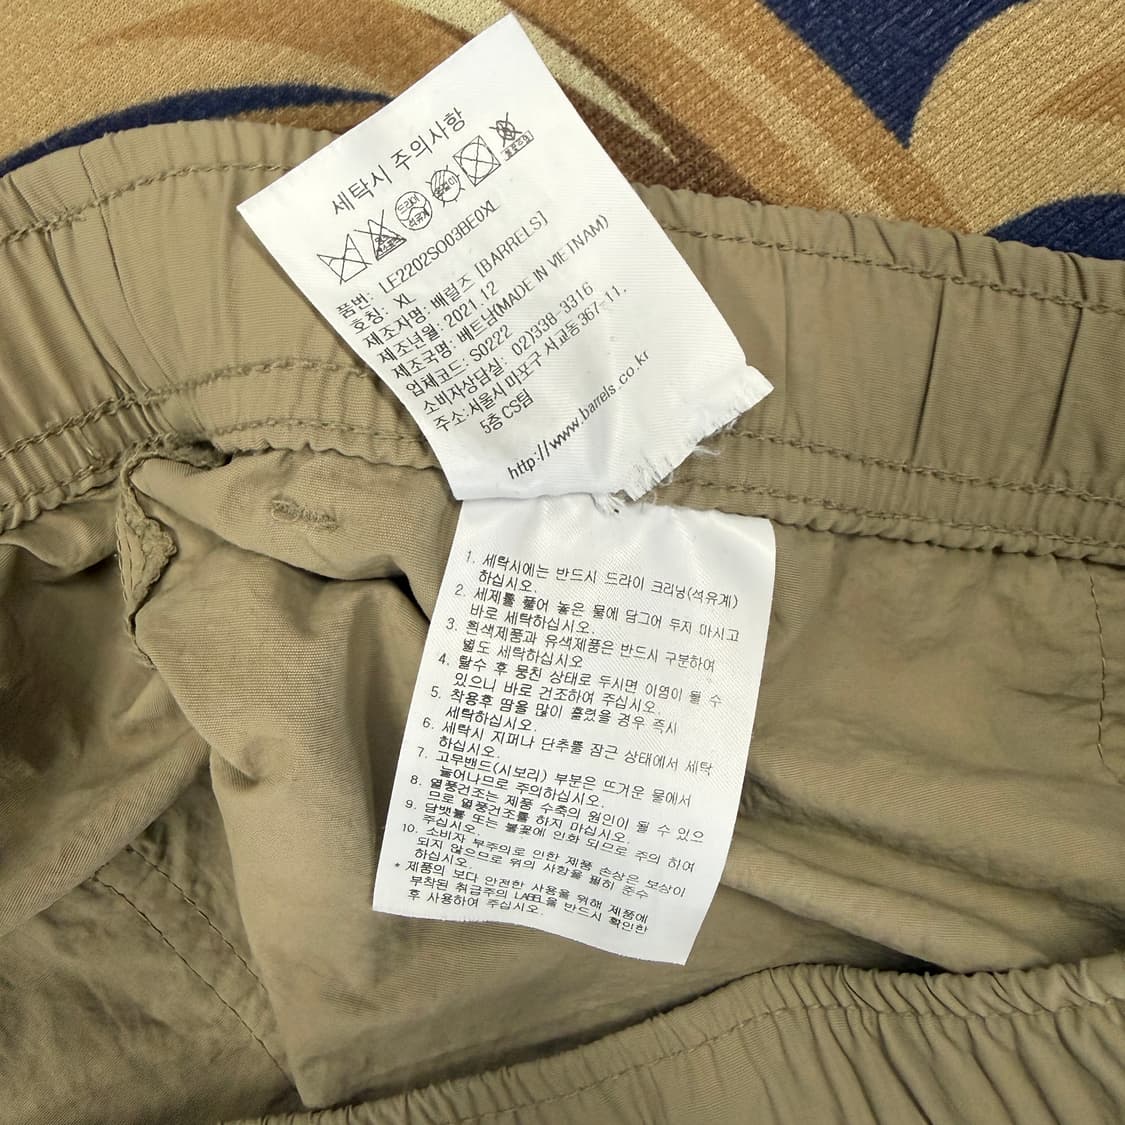 세탁시 주의사항
드라이
석유계
손짤이
품번: LE2202SO03BE0XL
호칭: XL
제조자명: 배럴즈 [BARRELS]
제조년월: 2021.12
제조국명: 베트남(MADE IN VIETNAM)
업체코드: S0222
소비자상담실: 02)338-3316
주소:서울시 마포구 서교동367-11.
5층 CS팀
http://www.barrels.co.kr
1. 세탁시에는 반드시 드라이 크리닝(석유계)
하십시오.
2. 세제를 풀어 놓은 물에 담그어 두지 마시고
바로 세탁하십시오.
3. 흰색제품과 유색제품은 반드시 구분하여
별도 세탁하십시오
4. 탈수 후 뭉친 상태로 두시면 이염이 될 수
있으니 바로 건조하여 주십시오.
5. 착용후 땀을 많이 흘렸을 경우 즉시
세탁하십시오.
6. 세탁시 지퍼나 단추를 잠근 상태에서 세탁
하십시오.
7. 고무밴드(시보리) 부분은 뜨거운 물에서
늘어나므로 주의하십시오.
8. 열풍건조는 제품 수축의 원인이 될 수 있으
므로 열풍건조를 하지 마십시오.
9. 담뱃불 또는 불꽃에 인화 되므로 주의 하여
주십시오.
10. 소비자 부주의로 인한 제품 손상은 보상이
되지 않으므로 위의 사항을 필히 준수
하십시오.
* 제품의 보다 안전한 사용을 위해 제품에
부착된 취급주의 LABEL을 반드시 확인한
후 사용하여 주십시오.